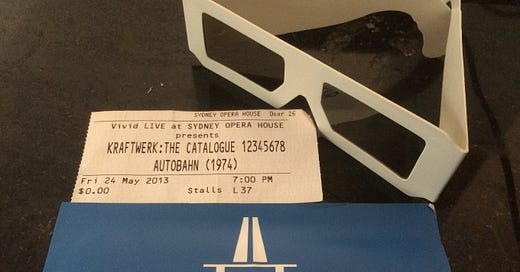 SYDNEY OPERA HOUSE Door 26
Vivid LIVE at SYDNEY OPERA HOUSE
presents
KRAFTWERK:THE CATALOGUE 12345678
AUTOBAHN (1974)
Fri 24 May 2013 7:00 PM
$0.00 Stalls L37